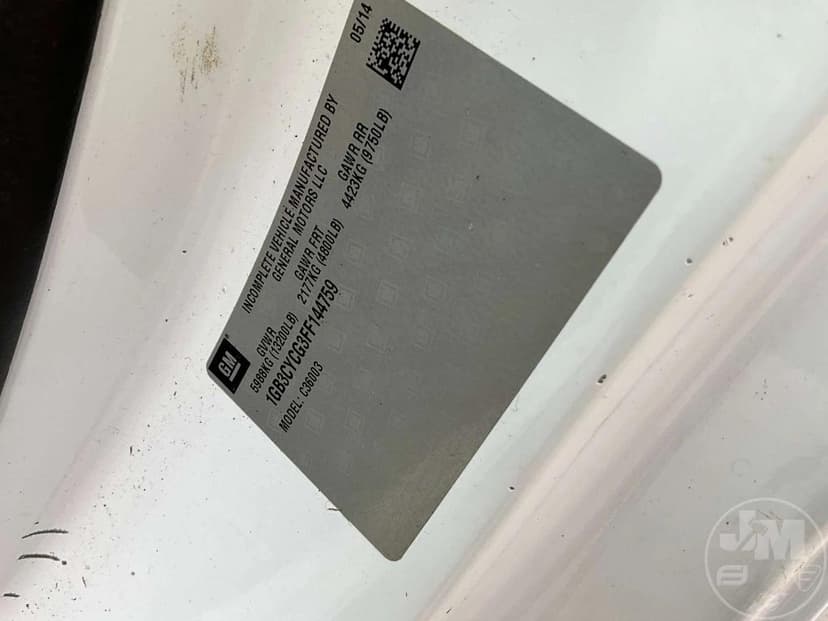 05/14
INCOMPLETE VEHICLE MANUFACTURED BY
GENERAL MOTORS LLC
GM
GVWR GAWR FRT GAWR RR
5988KG (13200LB) 2177KG (4800LB) 4423KG (9750LB)
1GB3CYCG3FF144759
MODEL: C36003
J★M